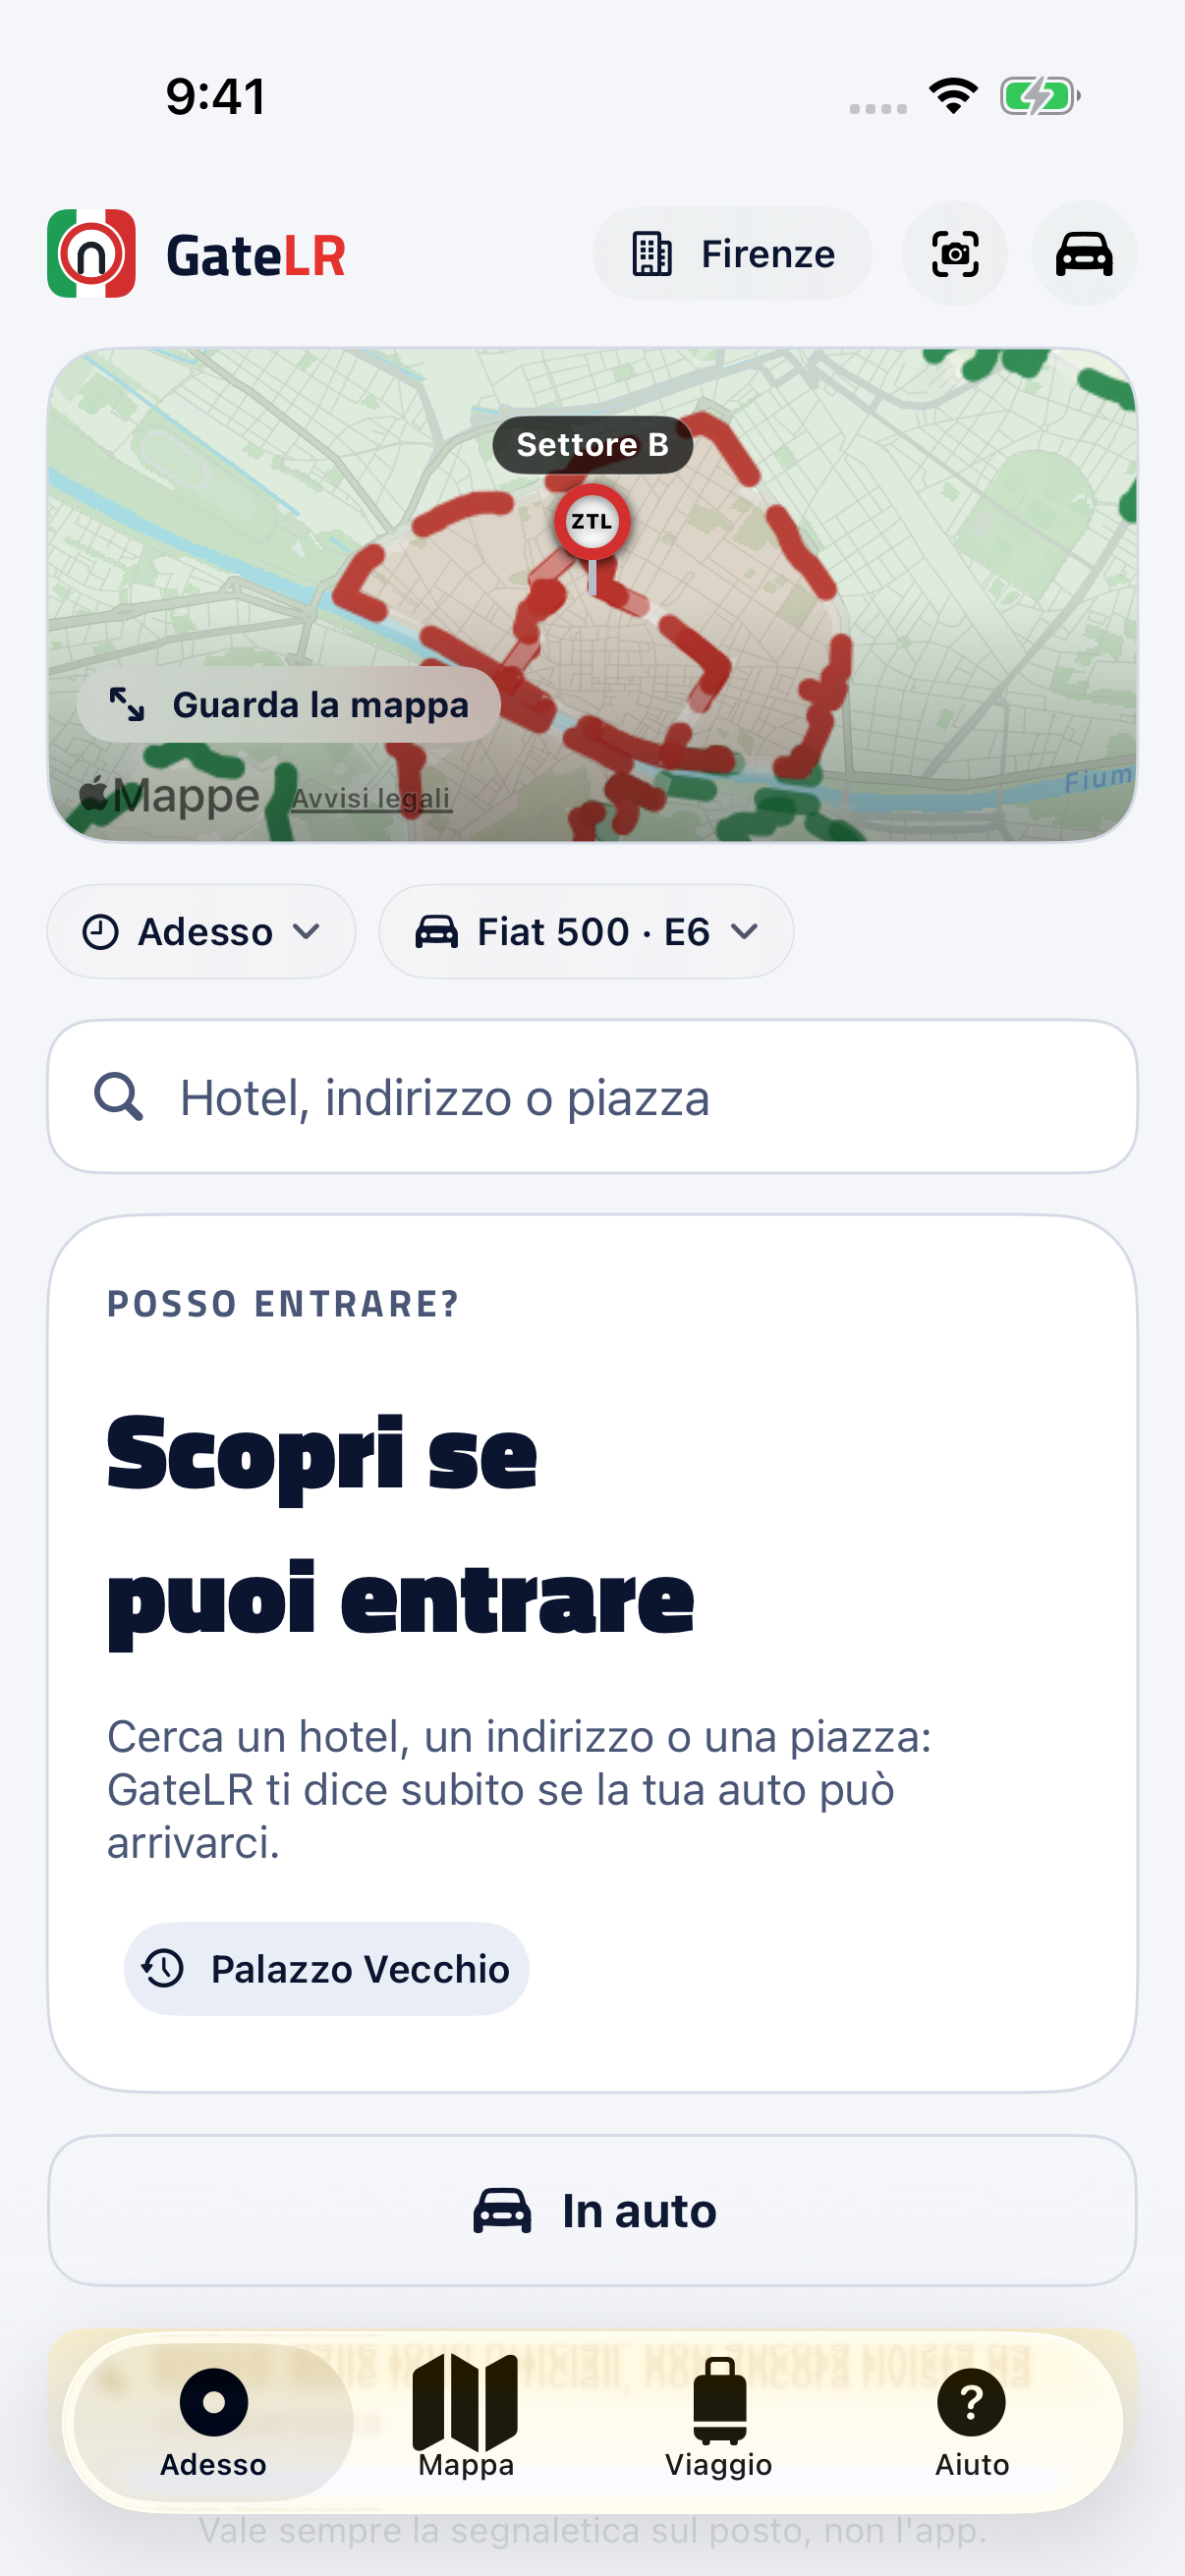 9:41
GateLR
Firenze
Settore B
ZTL
Guarda la mappa
Mappe Avvisi legali
Fium
Adesso
Fiat 500 · E6
Hotel, indirizzo o piazza
POSSO ENTRARE?
Scopri se
puoi entrare
Cerca un hotel, un indirizzo o una piazza:
GateLR ti dice subito se la tua auto può
arrivarci.
Palazzo Vecchio
In auto
Adesso
Mappa
Viaggio
Aiuto
Vale sempre la segnaletica sul posto, non l'app.